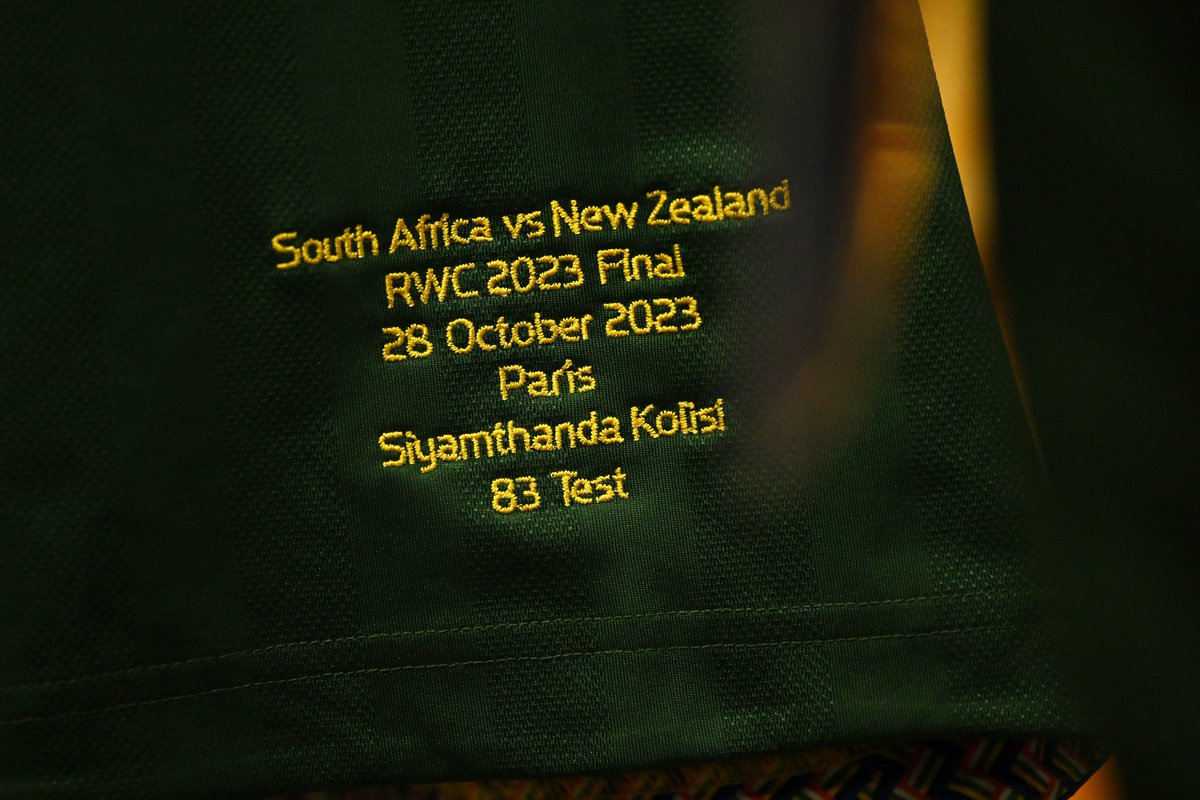 South Africa vs New Zealand
RWC 2023 Final
28 October 2023
Paris
Siyamthanda Kolisi
83 Test